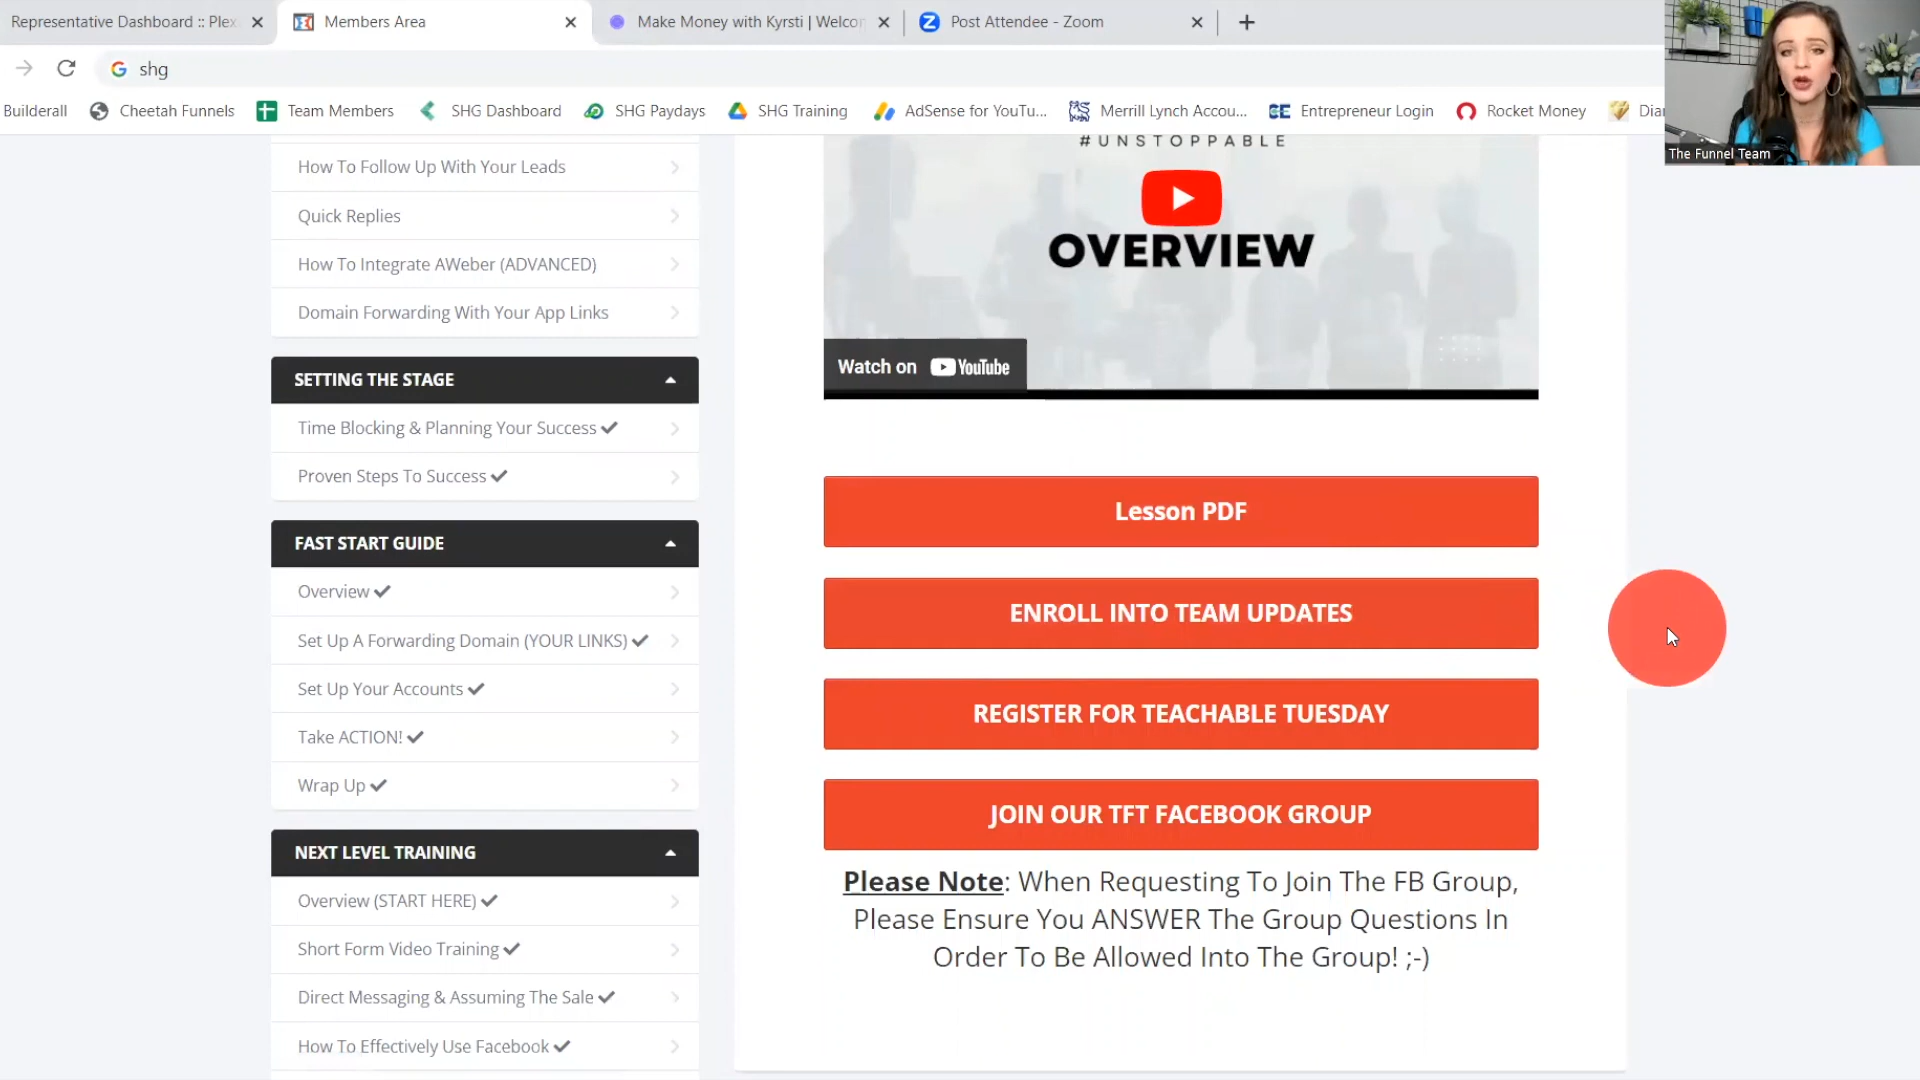 Representative Dashboard :: Plex
Members Area
Make Money with Kyrsti | Welco
Post Attendee - Zoom
shg
Builderall
Cheetah Funnels
Team Members
SHG Dashboard
SHG Paydays
SHG Training
AdSense for YouTu...
Merrill Lynch Accou...
Entrepreneur Login
Rocket Money
Dia
The Funnel Team
How To Follow Up With Your Leads
Quick Replies
How To Integrate AWeber (ADVANCED)
Domain Forwarding With Your App Links
SETTING THE STAGE
Time Blocking & Planning Your Success
Proven Steps To Success
FAST START GUIDE
Overview
Set Up A Forwarding Domain (YOUR LINKS)
Set Up Your Accounts
Take ACTION!
Wrap Up
NEXT LEVEL TRAINING
Overview (START HERE)
Short Form Video Training
Direct Messaging & Assuming The Sale
How To Effectively Use Facebook
#UNSTOPPABLE
OVERVIEW
Watch on YouTube
Lesson PDF
ENROLL INTO TEAM UPDATES
REGISTER FOR TEACHABLE TUESDAY
JOIN OUR TFT FACEBOOK GROUP
Please Note: When Requesting To Join The FB Group,
Please Ensure You ANSWER The Group Questions In
Order To Be Allowed Into The Group! ;-)